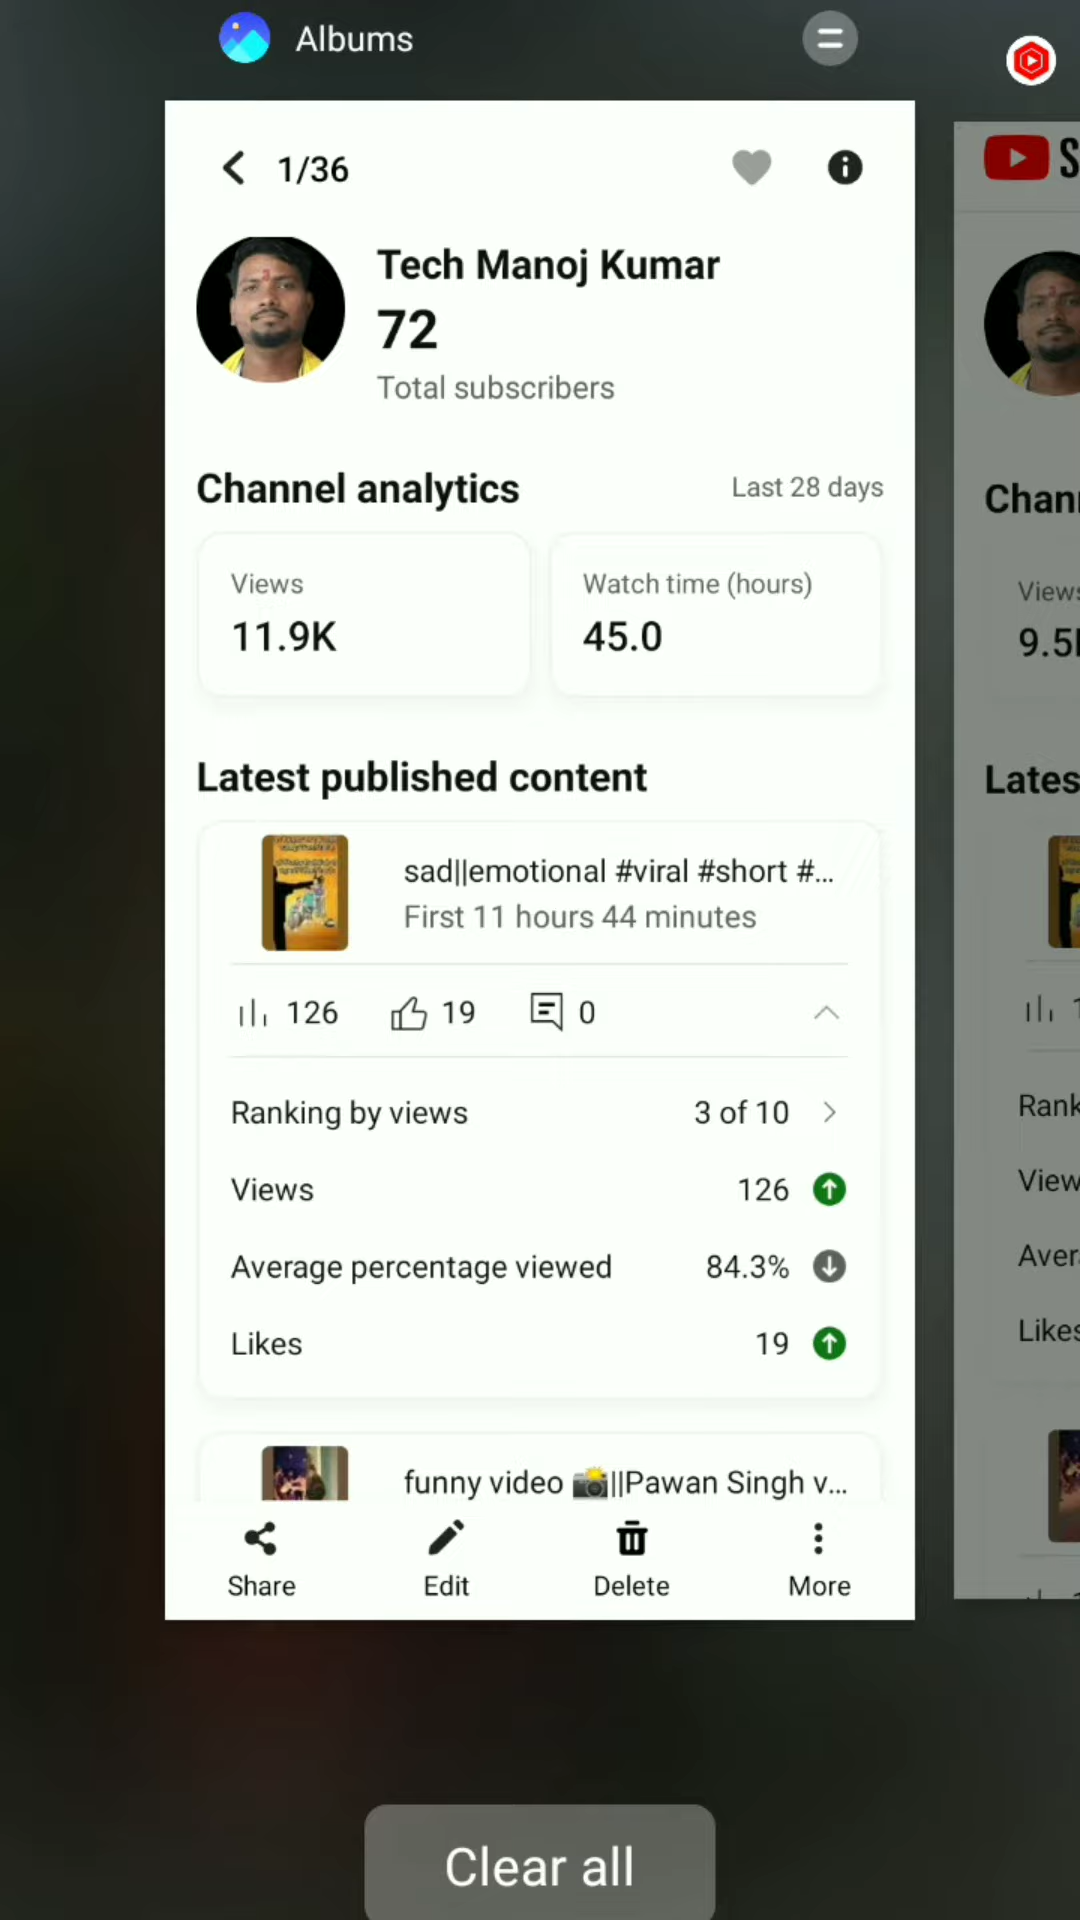 Albums
1/36
Tech Manoj Kumar
72
Total subscribers
Channel analytics
Last 28 days
Views
11.9K
Watch time (hours)
45.0
Latest published content
sad||emotional #viral #short #...
First 11 hours 44 minutes
126
19
0
Ranking by views
3 of 10
Views
126
Average percentage viewed
84.3%
Likes
19
funny video 📸||Pawan Singh v...
Share
Edit
Delete
More
S
Chann
Views
9.5
Lates
1
Rank
View
Aver
Likes
Clear all